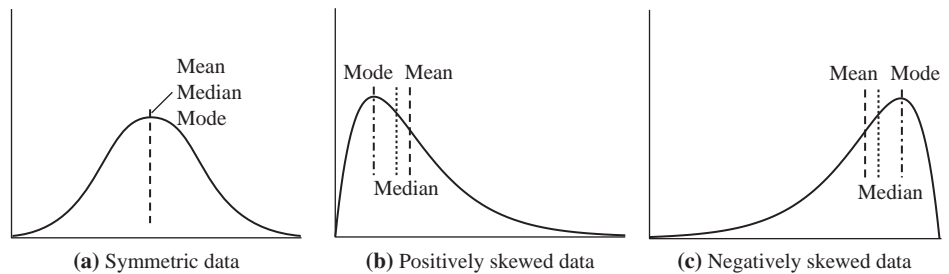 Mean
Median
Mode
(a) Symmetric data
Mode Mean
Median
(b) Positively skewed data
Mean Mode
Median
(c) Negatively skewed data